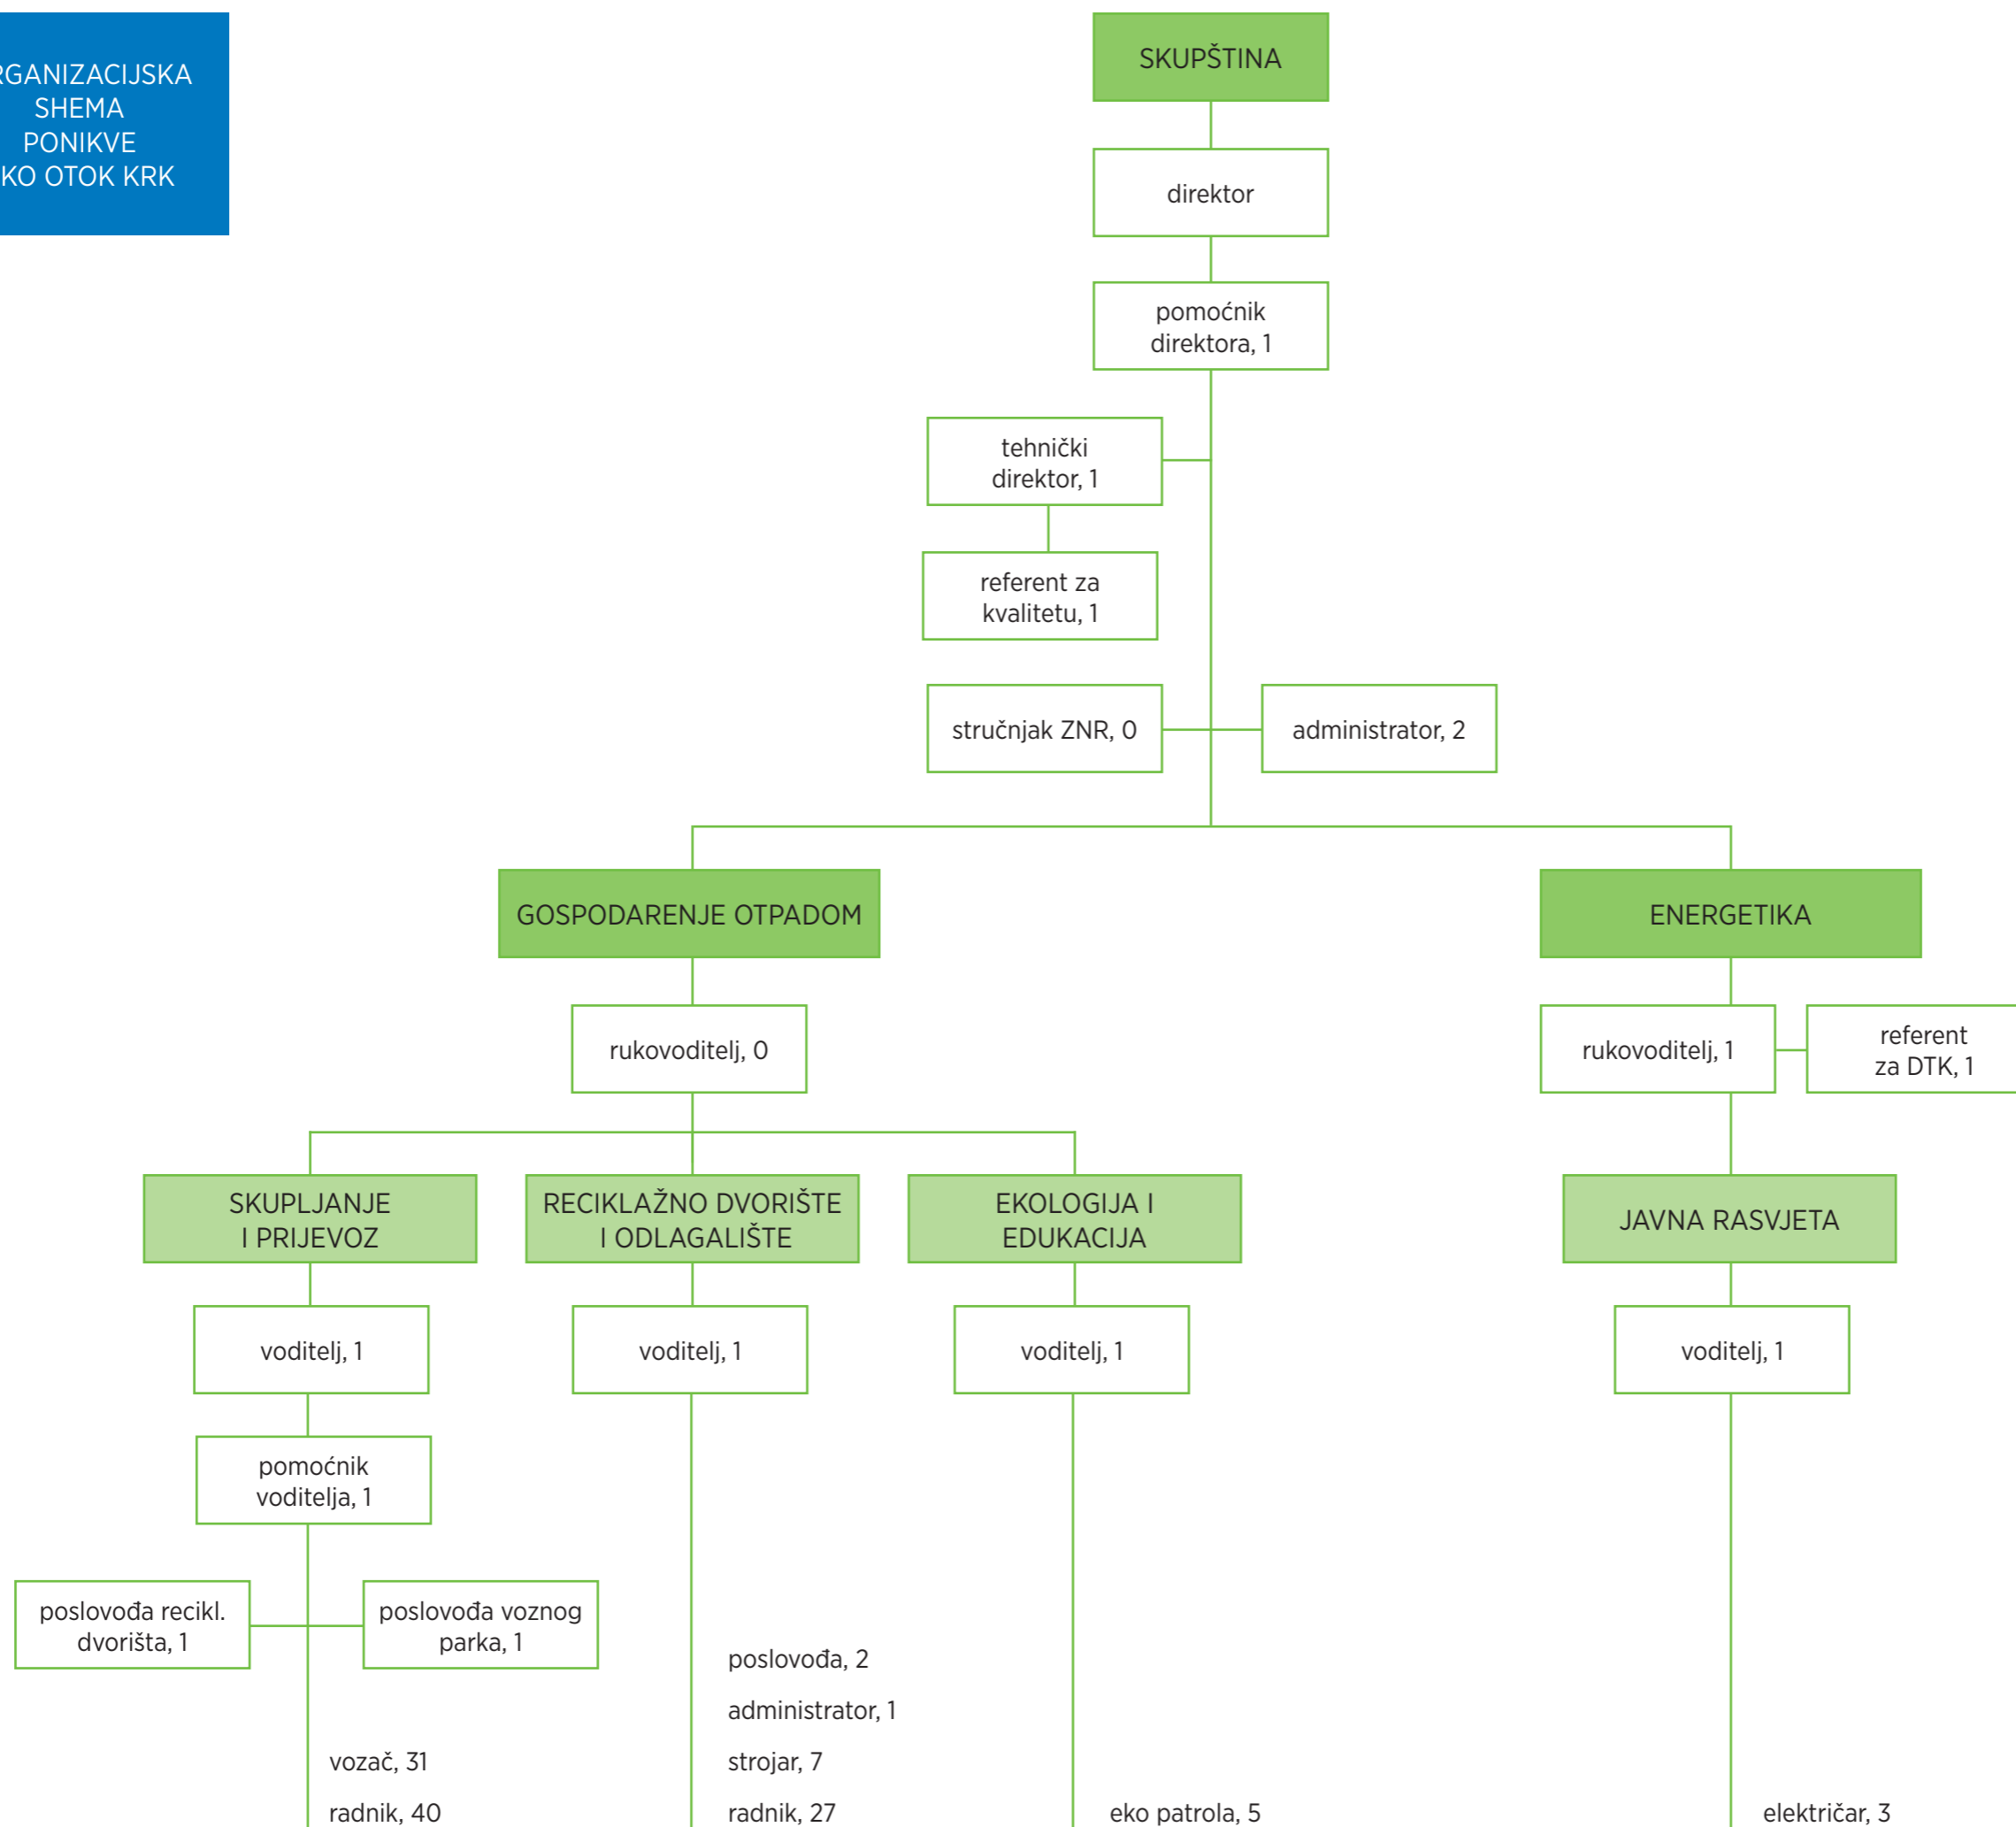 RGANIZACIJSKA
SHEMA
PONIKVE
KO OTOK KRK
SKUPŠTINA
direktor
pomoćnik
direktora, 1
tehnički
direktor, 1
referent za
kvalitetu, 1
stručnjak ZNR, 0
administrator, 2
GOSPODARENJE OTPADOM
ENERGETIKA
rukovoditelj, 0
rukovoditelj, 1
referent
za DTK, 1
SKUPLJANJE
I PRIJEVOZ
RECIKLAŽNO DVORIŠTE
I ODLAGALIŠTE
EKOLOGIJA I
EDUKACIJA
JAVNA RASVJETA
voditelj, 1
voditelj, 1
voditelj, 1
voditelj, 1
pomoćnik
voditelja, 1
poslovođa recikl.
dvorišta, 1
poslovođa voznog
parka, 1
vozač, 31
radnik, 40
poslovođa, 2
administrator, 1
strojar, 7
radnik, 27
eko patrola, 5
električar, 3